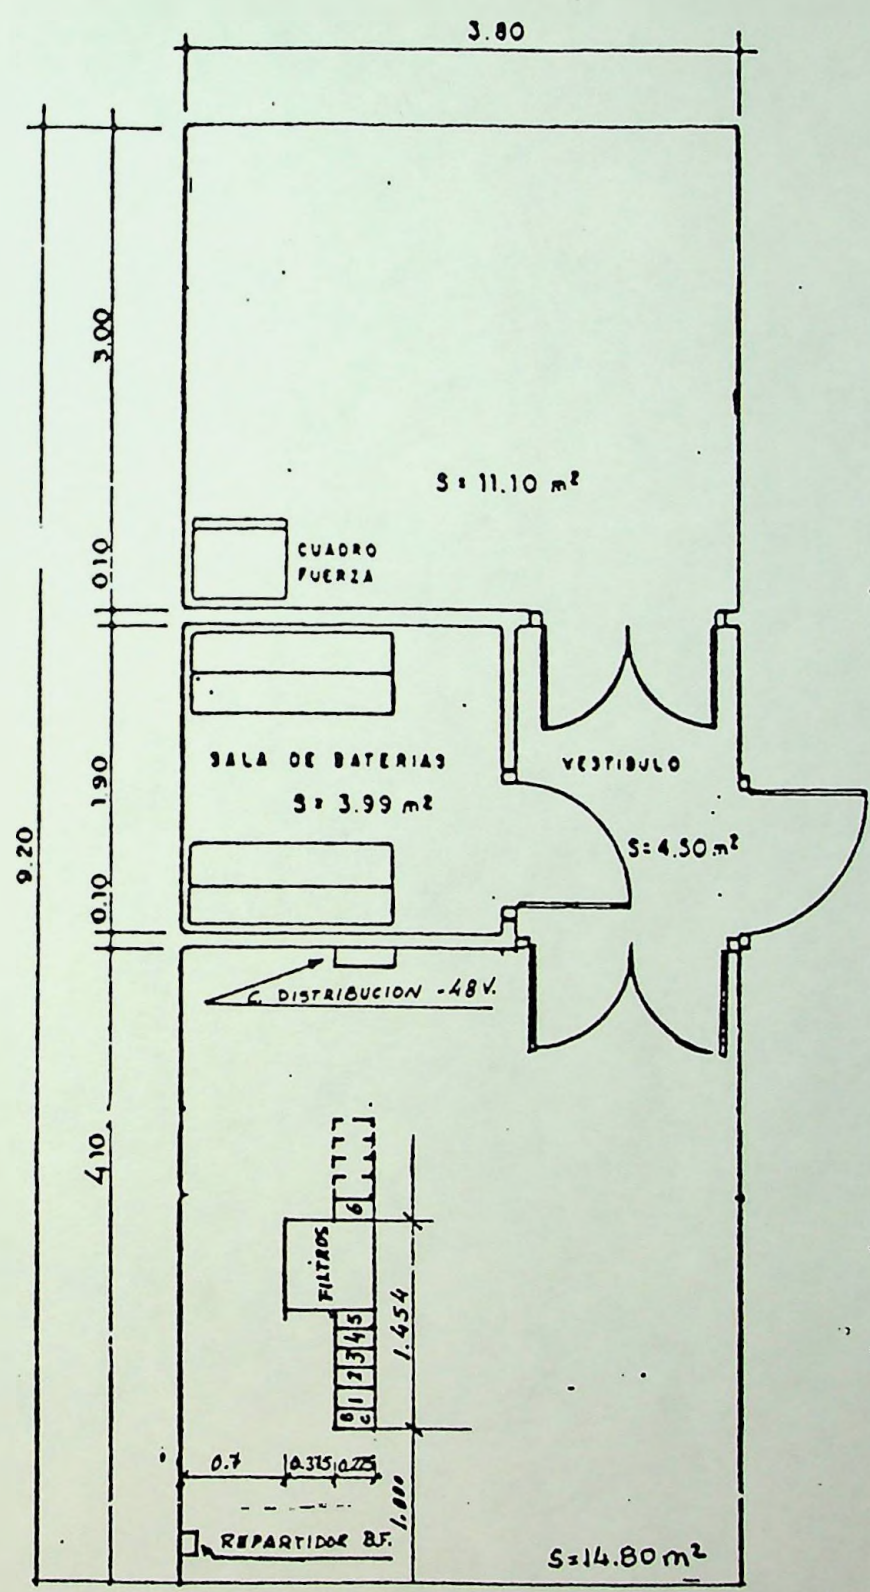 3.80
3.00
S = 11.10 m²
CUADRO
FUERZA
0.10
SALA DE BATERIAS
VESTIBULO
1.90
S = 3.99 m²
S = 4.50 m²
9.20
0.10
C. DISTRIBUCION -48V.
4.10
6
FILTROS
1.454
5
4
3
2
1
B C
0.7
0.375
0.225
1.000
REPARTIDOR B.F.
S=14.80 m²